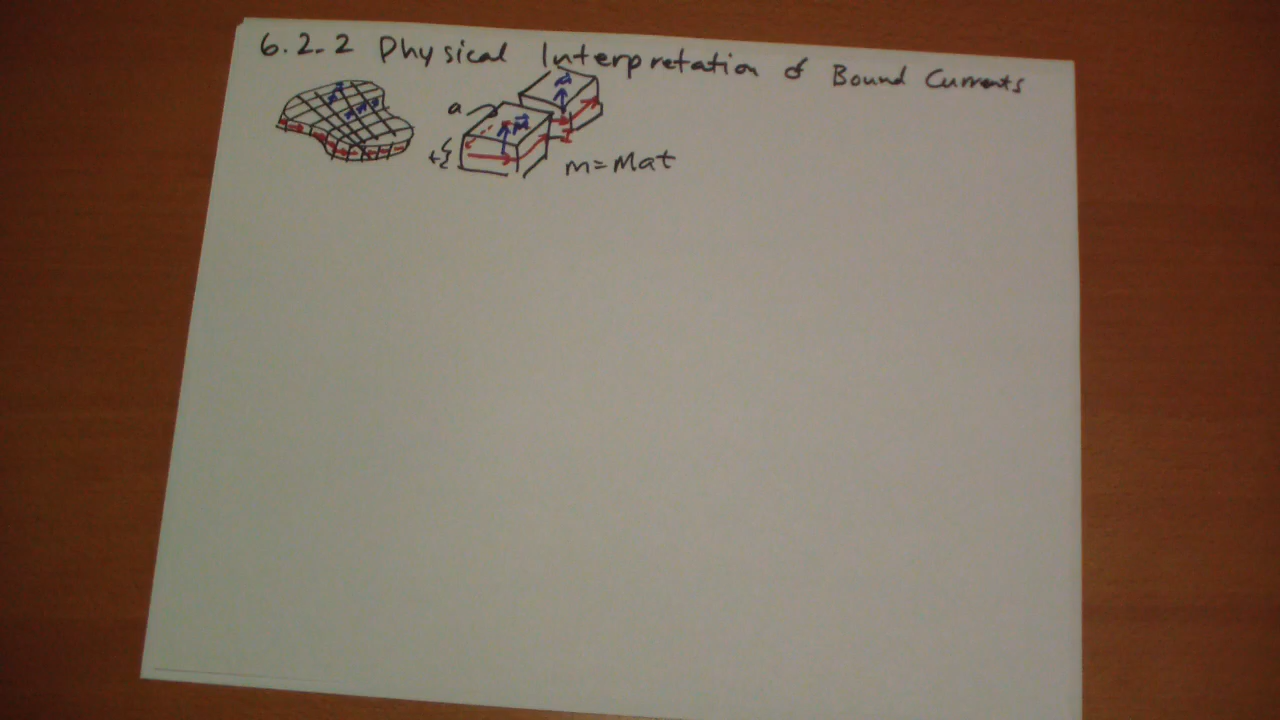 6.2.2 Physical Interpretation of Bound Currents
a
M
t
I
m=Mat